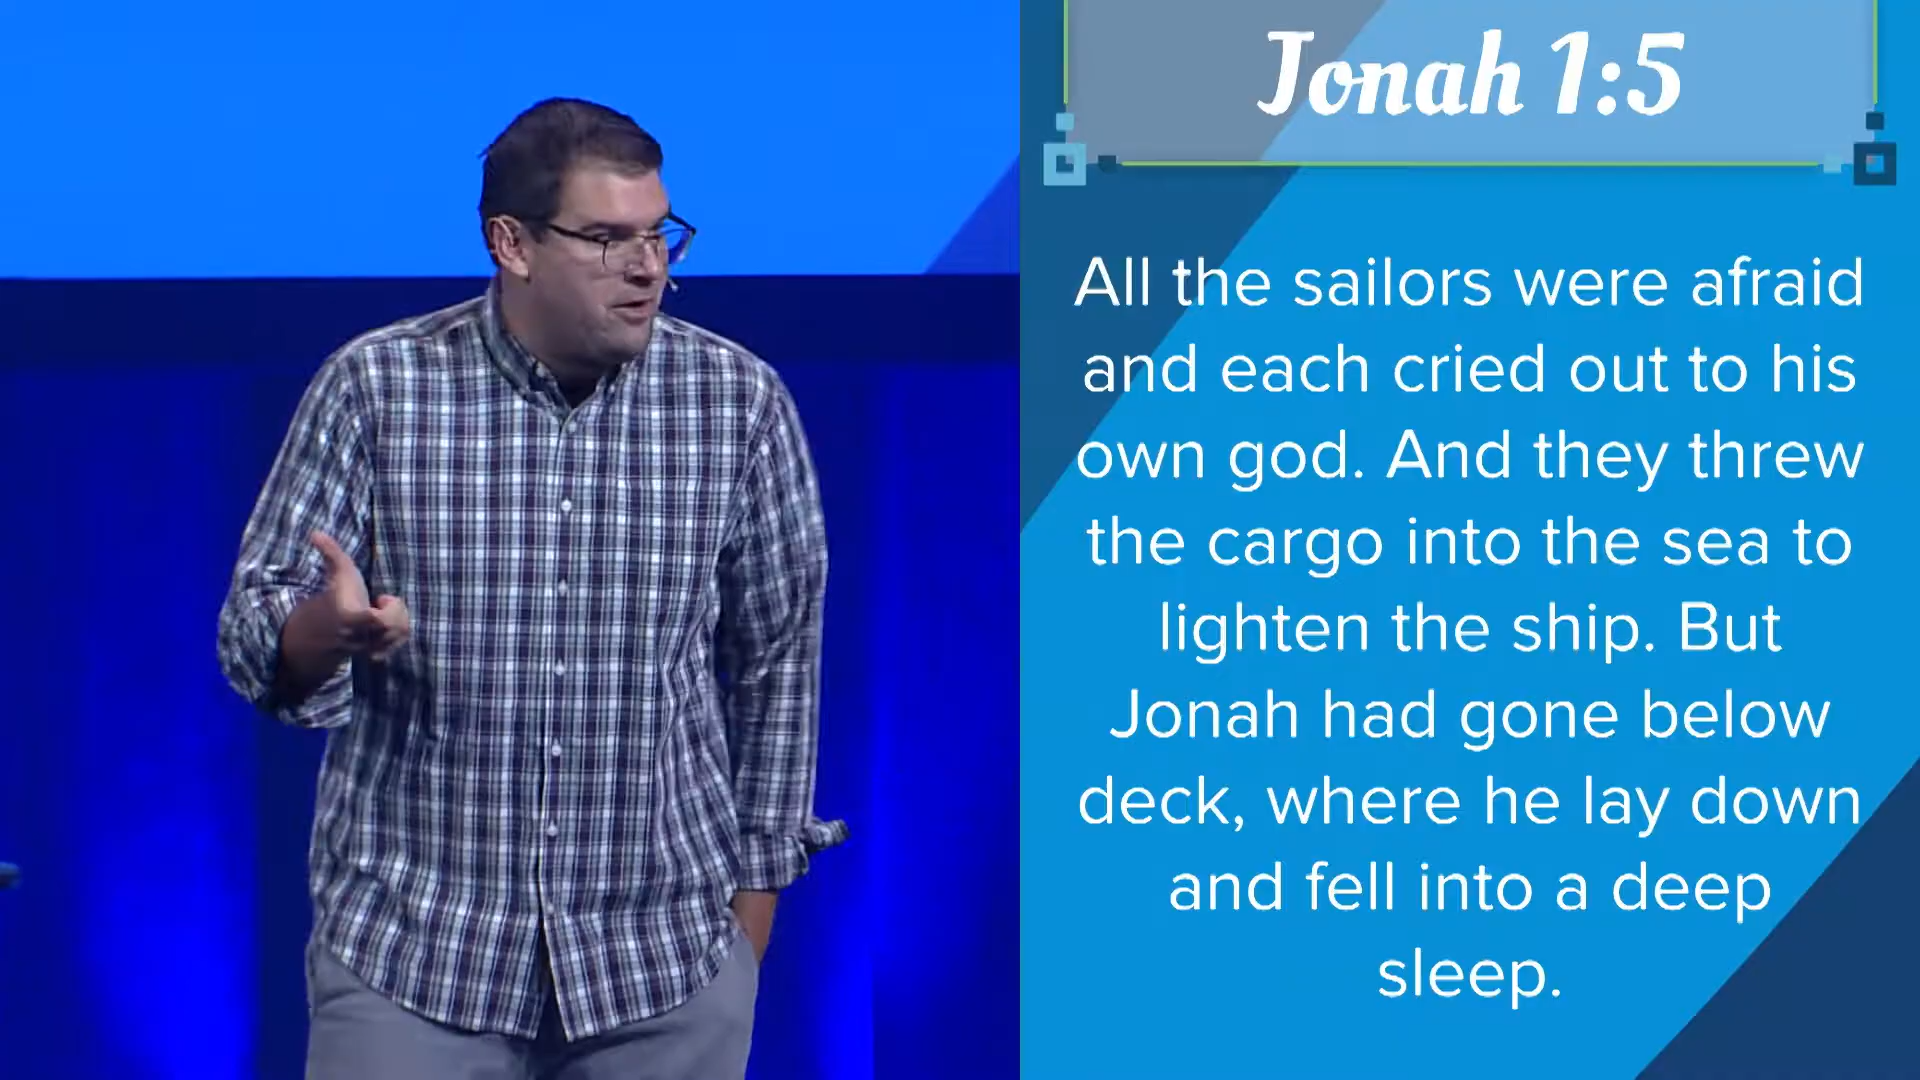 Jonah 1:5
All the sailors were afraid
and each cried out to his
own god. And they threw
the cargo into the sea to
lighten the ship. But
Jonah had gone below
deck, where he lay down
and fell into a deep
sleep.